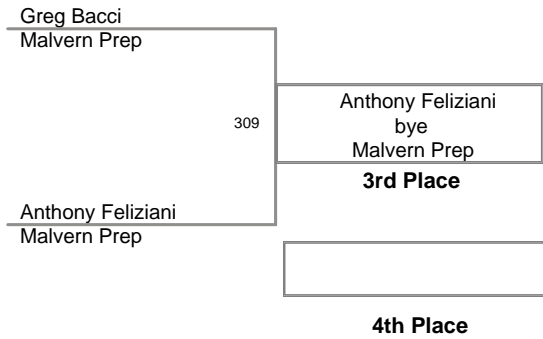 Greg Bacci
Malvern Prep
309
Anthony Feliziani
bye
Malvern Prep
3rd Place
Anthony Feliziani
Malvern Prep
4th Place